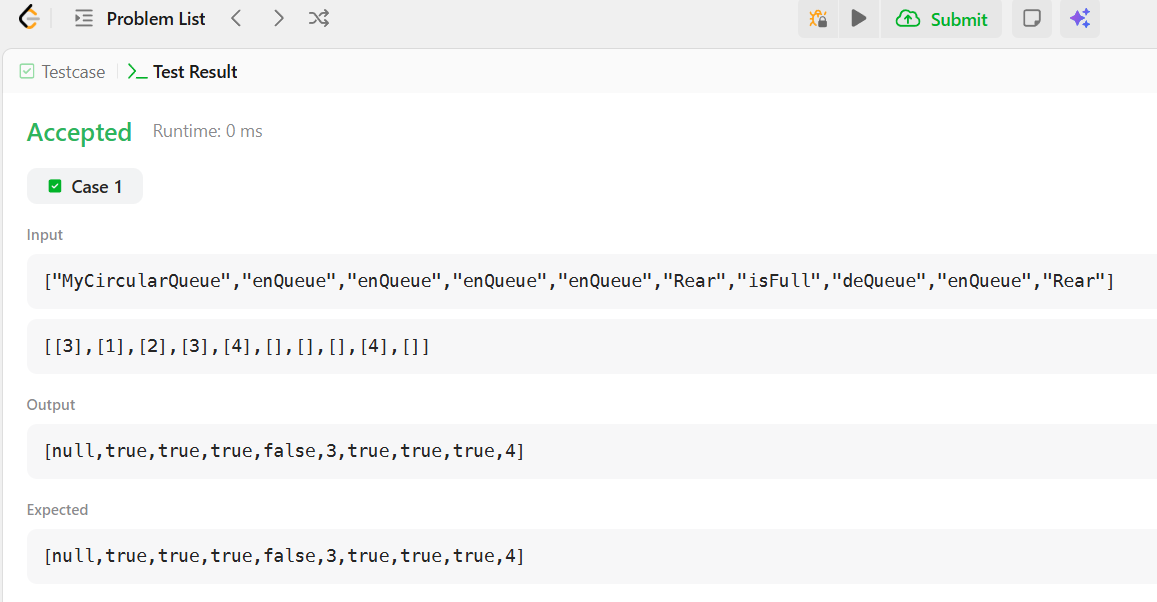 Problem List
Submit
Testcase
Test Result
Accepted Runtime: 0 ms
Case 1
Input
["MyCircularQueue","enQueue","enQueue","enQueue","enQueue","Rear","isFull","deQueue","enQueue","Rear"]
[[3],[1],[2],[3],[4],[],[],[],[4],[]]
Output
[null,true,true,true,false,3,true,true,true,4]
Expected
[null,true,true,true,false,3,true,true,true,4]